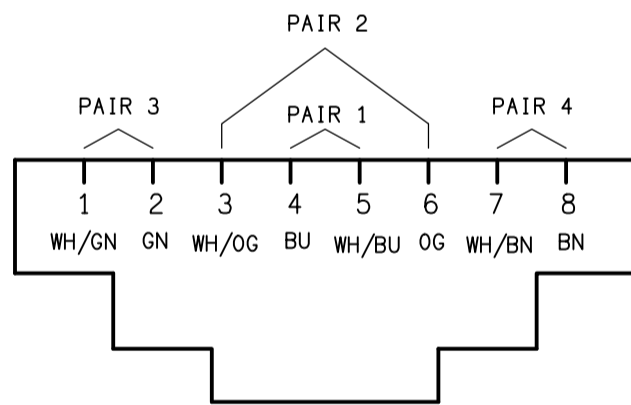 PAIR 2
PAIR 3 PAIR 1 PAIR 4
1 2 3 4 5 6 7 8
WH/GN GN WH/OG BU WH/BU OG WH/BN BN